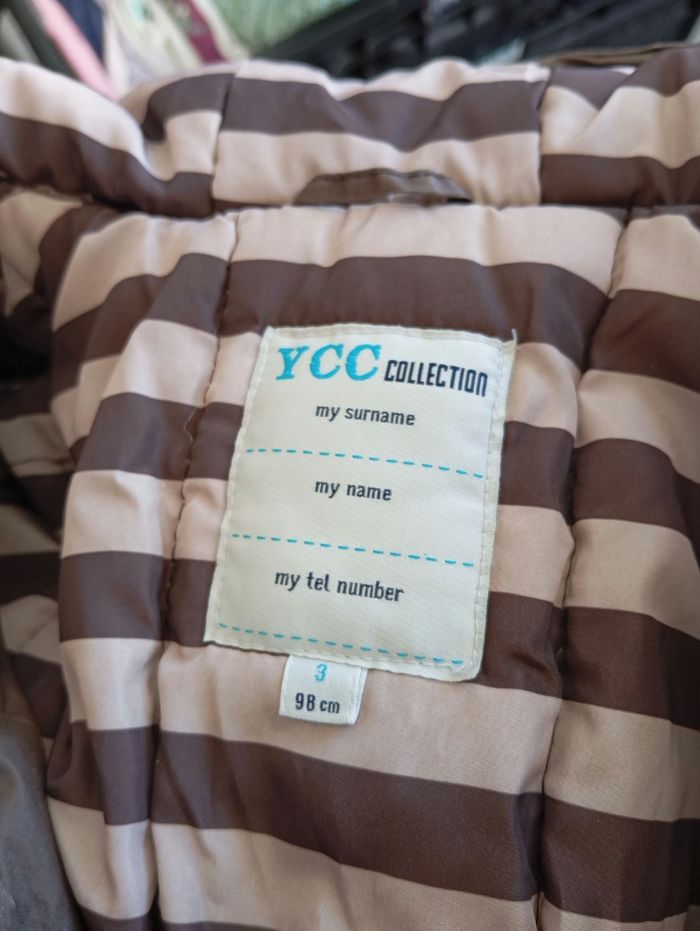 YCC COLLECTION
my surname
my name
my tel number
3
98 cm